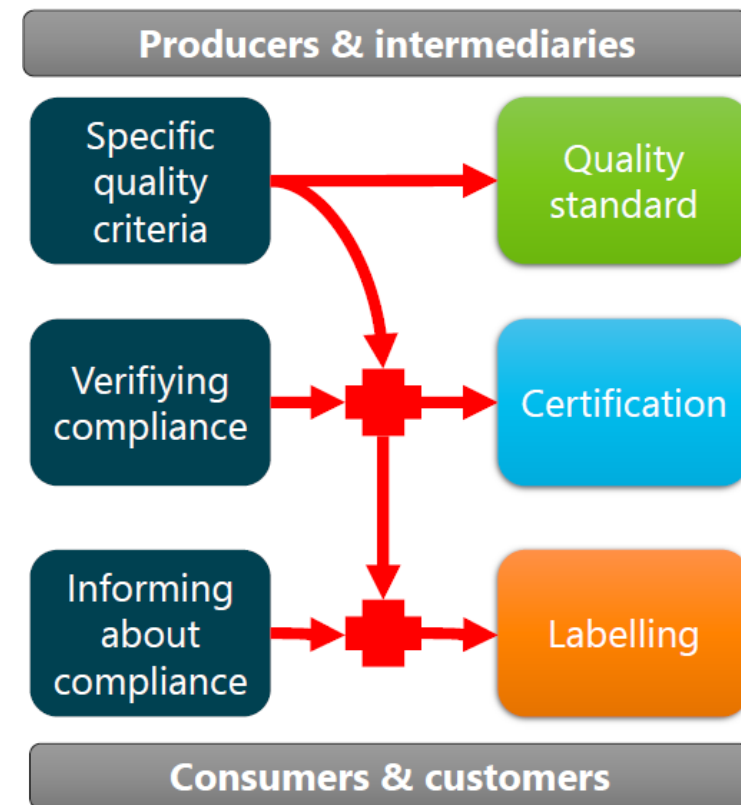 Producers & intermediaries
Specific
quality
criteria
Quality
standard
Verifiying
compliance
Certification
Informing
about
compliance
Labelling
Consumers & customers